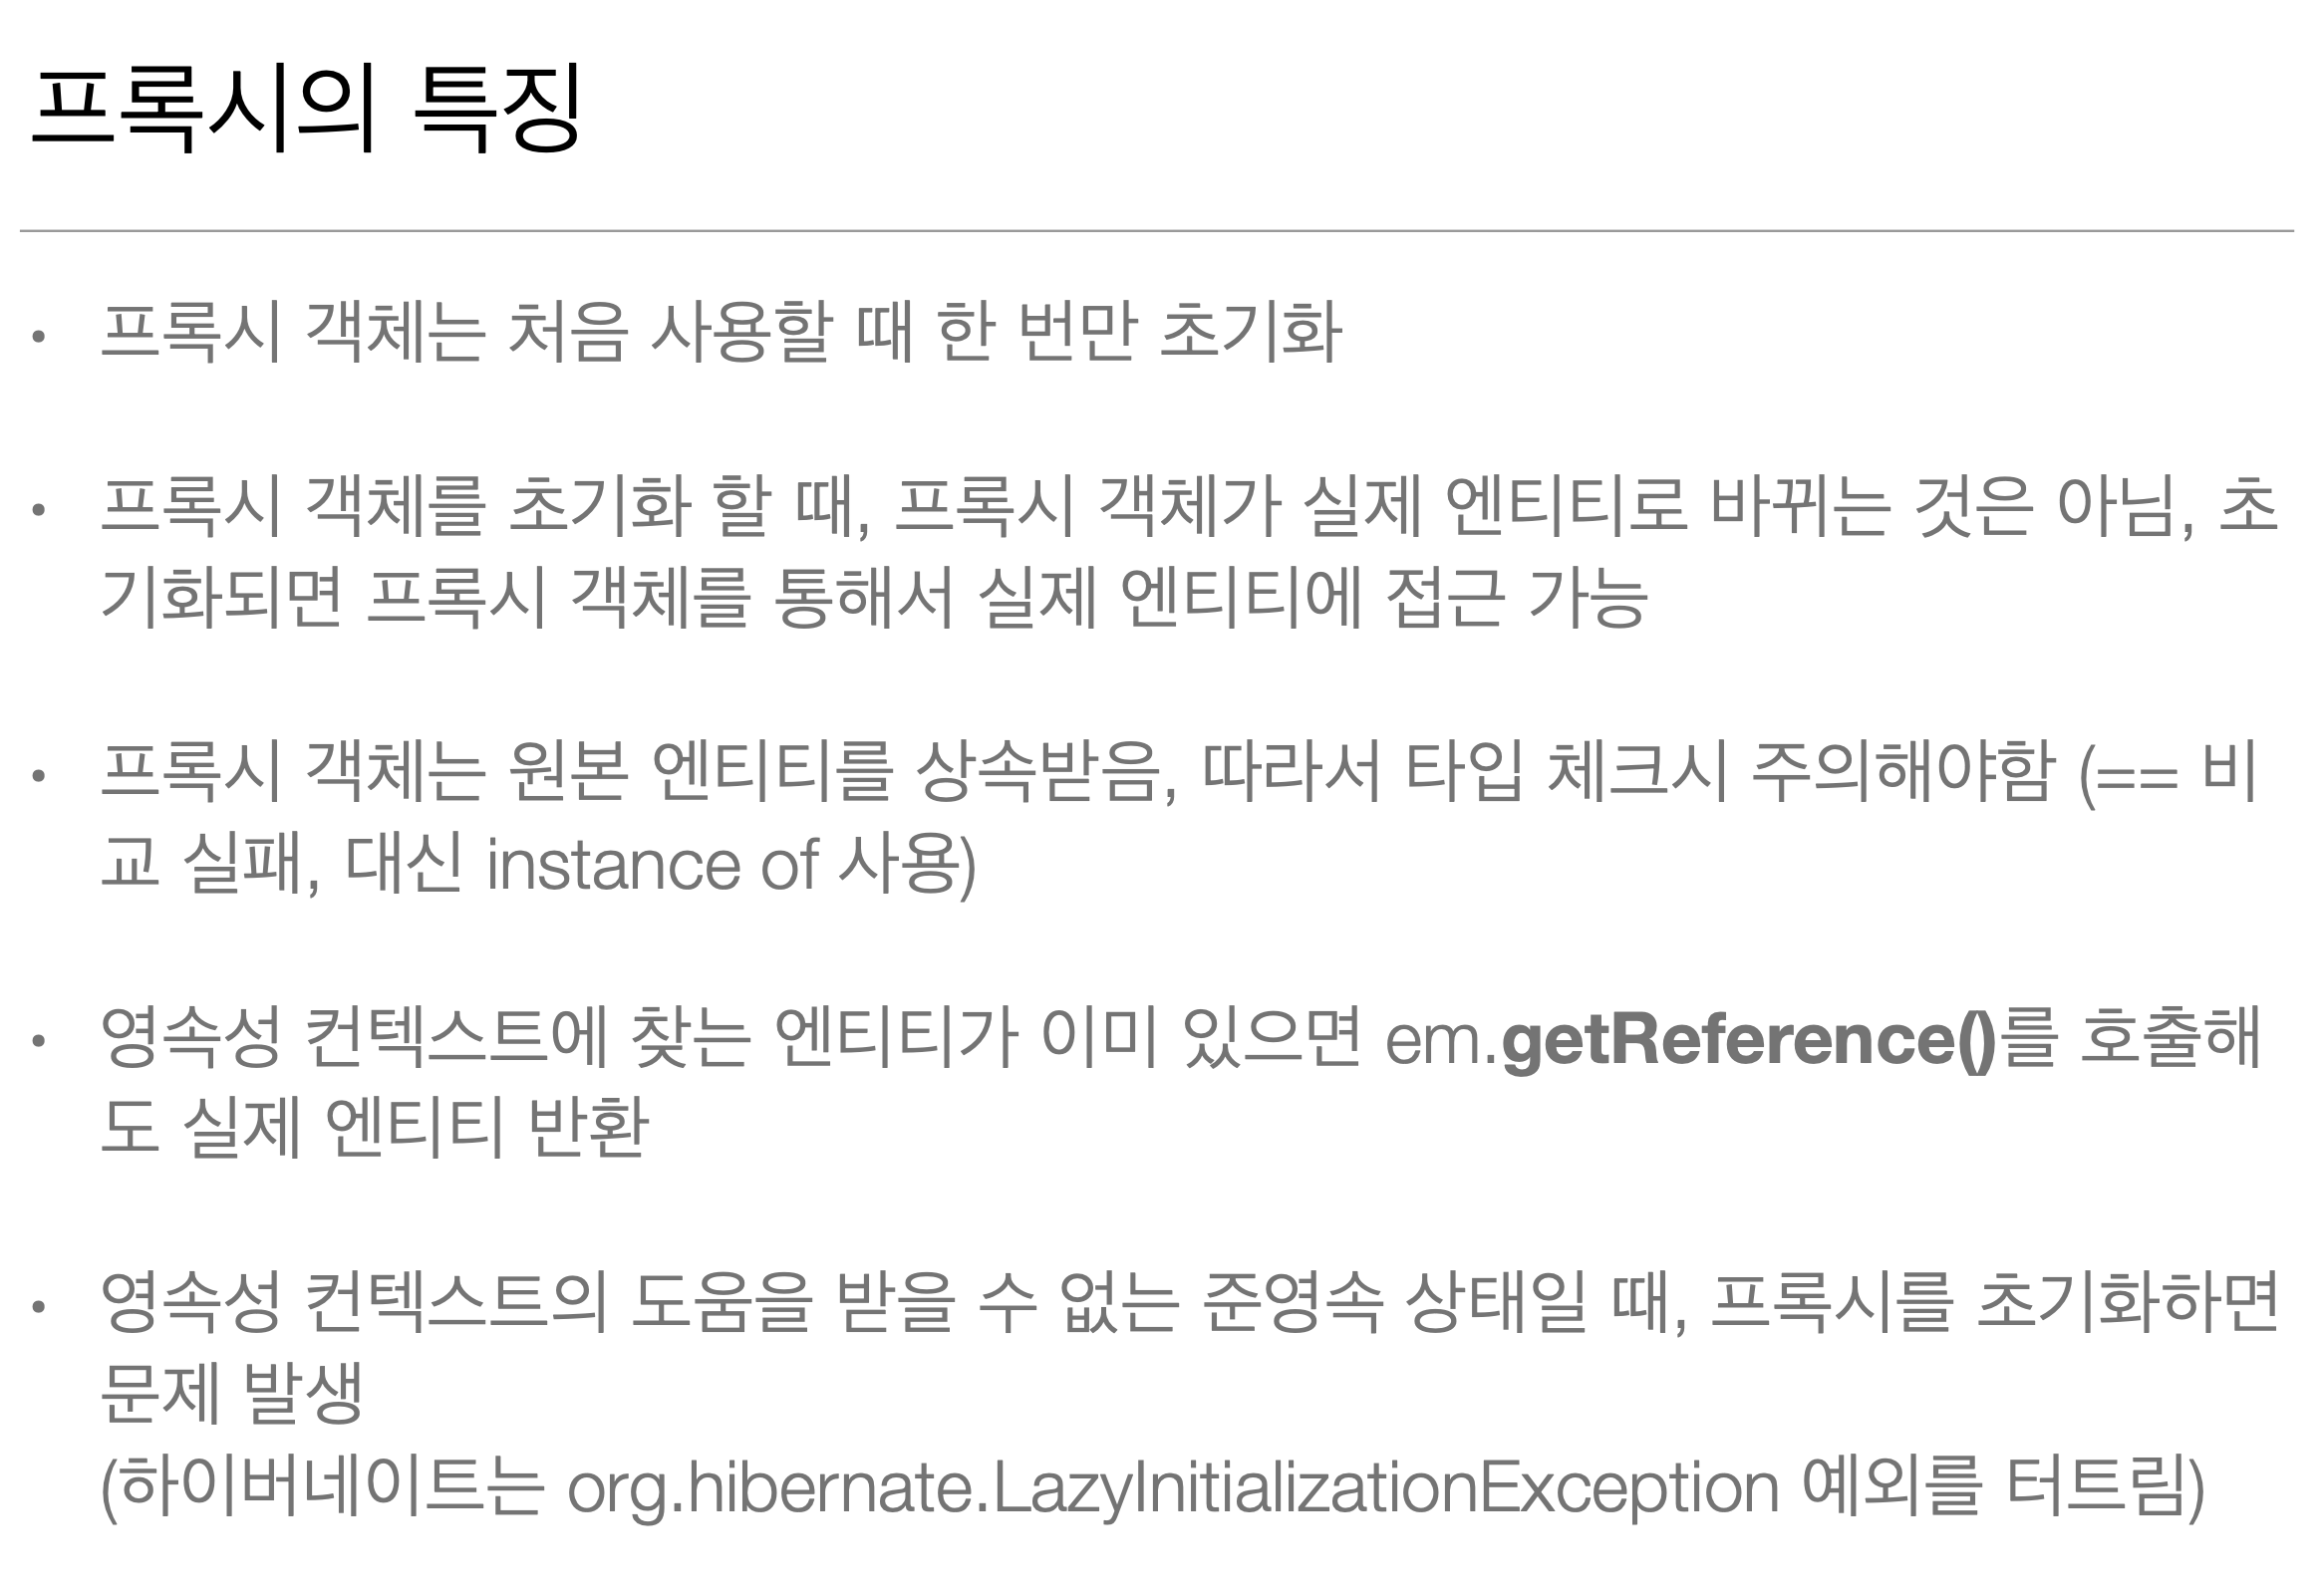 프록시의 특징
• 프록시 객체는 처음 사용할 때 한 번만 초기화
• 프록시 객체를 초기화 할 때, 프록시 객체가 실제 엔티티로 바뀌는 것은 아님, 초
기화되면 프록시 객체를 통해서 실제 엔티티에 접근 가능
• 프록시 객체는 원본 엔티티를 상속받음, 따라서 타입 체크시 주의해야함 (== 비
교 실패, 대신 instance of 사용)
• 영속성 컨텍스트에 찾는 엔티티가 이미 있으면 em.getReference()를 호출해
도 실제 엔티티 반환
• 영속성 컨텍스트의 도움을 받을 수 없는 준영속 상태일 때, 프록시를 초기화하면
문제 발생
(하이버네이트는 org.hibernate.LazyInitializationException 예외를 터트림)